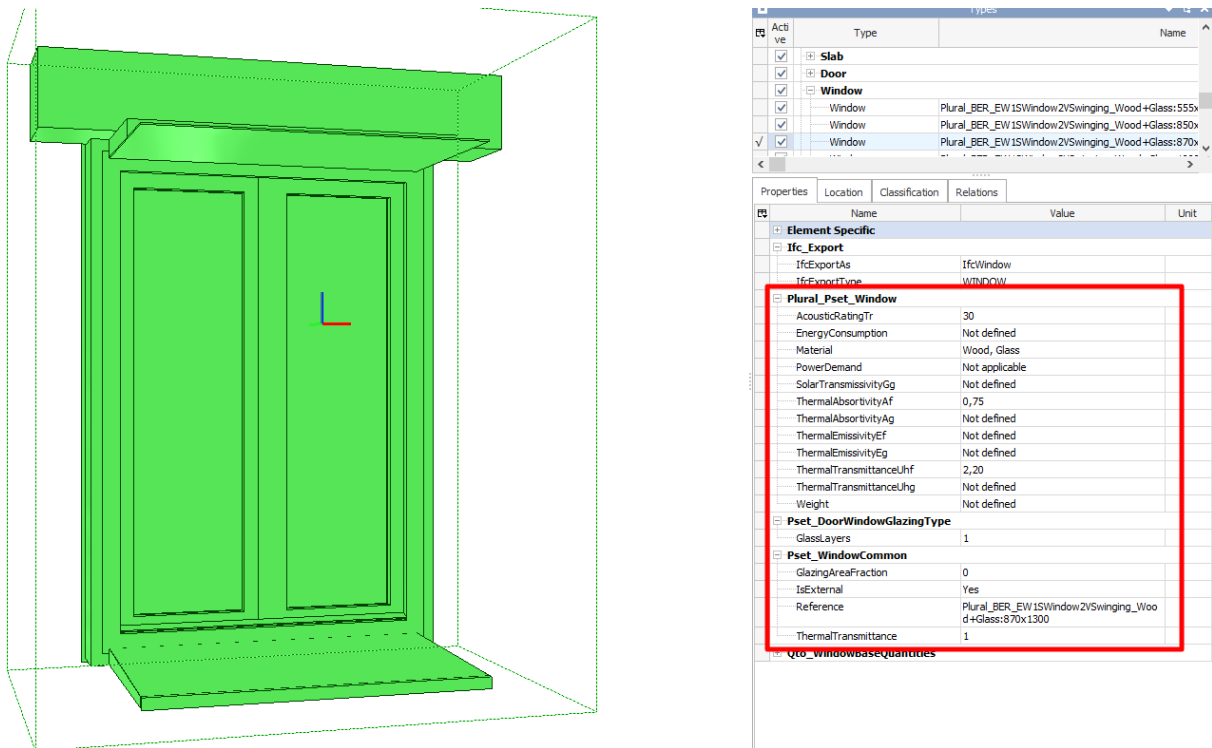 Types
Acti
ve
Type
Name
Slab
Door
Window
Window Plural_BER_EW1SWindow2VSwinging_Wood+Glass:555x
Window Plural_BER_EW1SWindow2VSwinging_Wood+Glass:850x
Window Plural_BER_EW1SWindow2VSwinging_Wood+Glass:870x
Properties Location Classification Relations
Name Value Unit
Element Specific
Ifc_Export
IfcExportAs IfcWindow
IfcExportType WINDOW
Plural_Pset_Window
AcousticRatingTr 30
EnergyConsumption Not defined
Material Wood, Glass
PowerDemand Not applicable
SolarTransmissivityGg Not defined
ThermalAbsortivityAf 0,75
ThermalAbsortivityAg Not defined
ThermalEmissivityEf Not defined
ThermalEmissivityEg Not defined
ThermalTransmittanceUhf 2,20
ThermalTransmittanceUhg Not defined
Weight Not defined
Pset_DoorWindowGlazingType
GlassLayers 1
Pset_WindowCommon
GlazingAreaFraction 0
IsExternal Yes
Reference Plural_BER_EW1SWindow2VSwinging_Woo
d+Glass:870x1300
ThermalTransmittance 1
Qto_WindowBaseQuantities